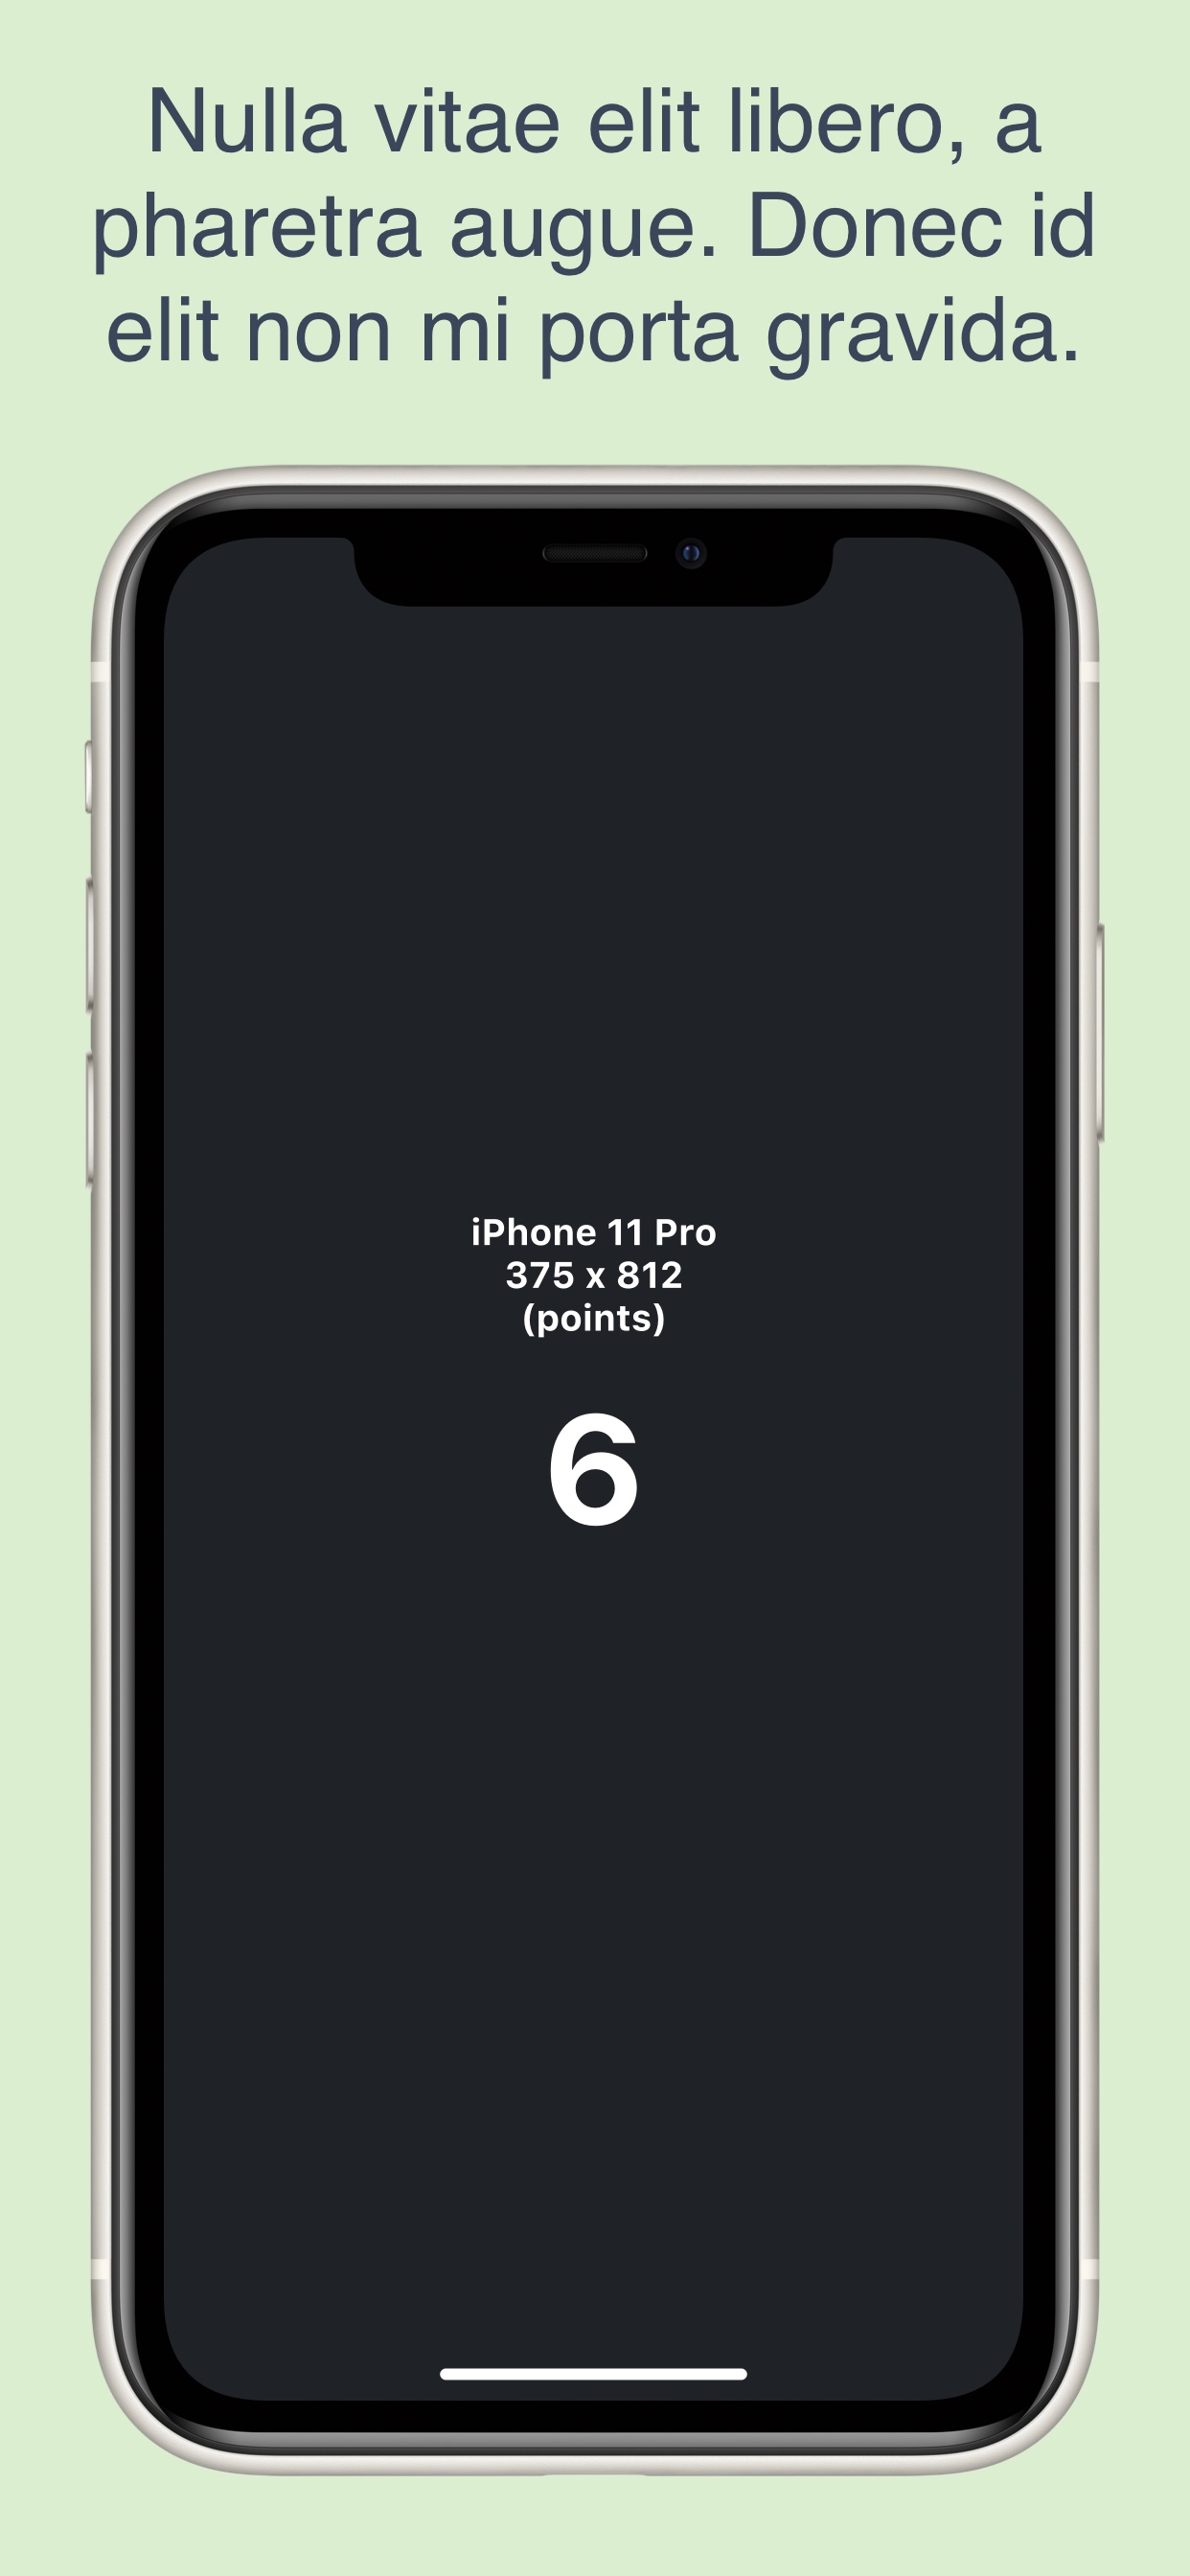 Nulla vitae elit libero, a
pharetra augue. Donec id
elit non mi porta gravida.
iPhone 11 Pro
375 x 812
(points)
6